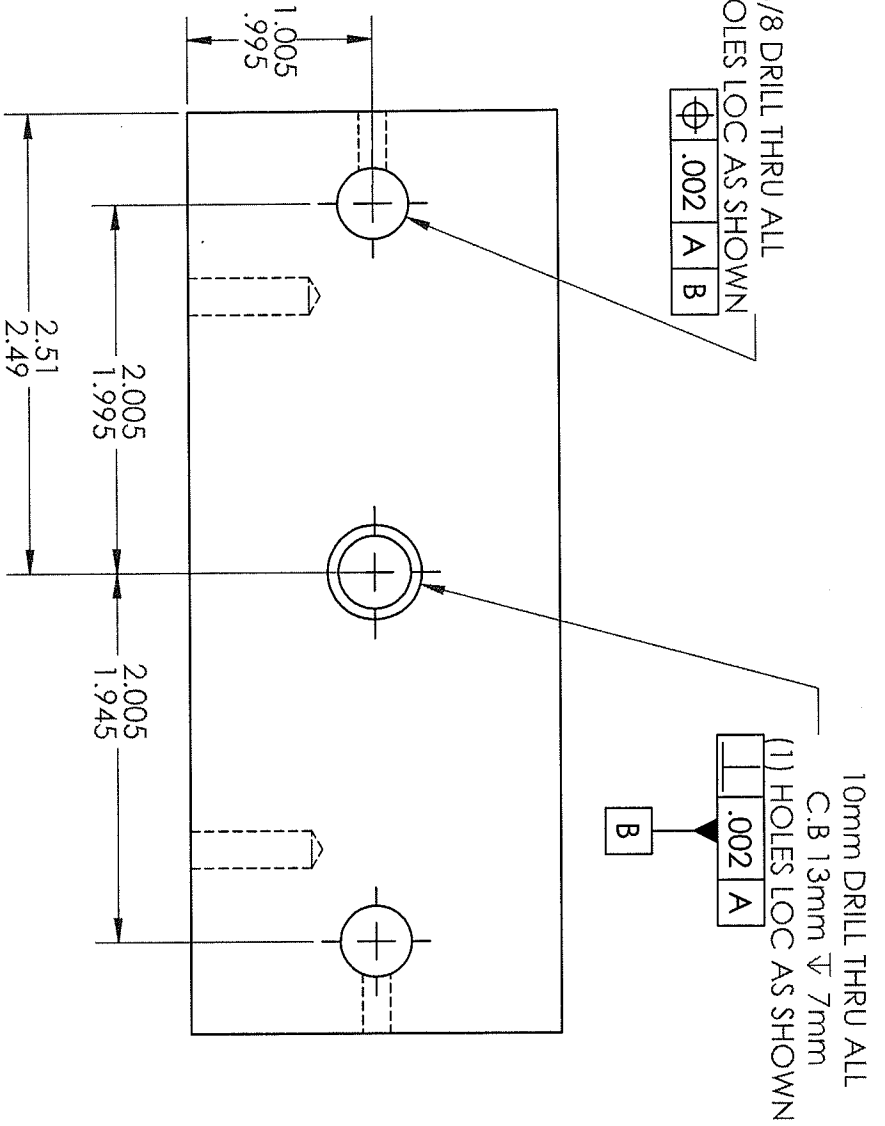 /8 DRILL THRU ALL
OLES LOC AS SHOWN
⌖ .002 A B
10mm DRILL THRU ALL
C.B 13mm ↧ 7mm
(1) HOLES LOC AS SHOWN
⟂ .002 A
B
1.005
.995
2.005
1.995
2.005
1.945
2.51
2.49